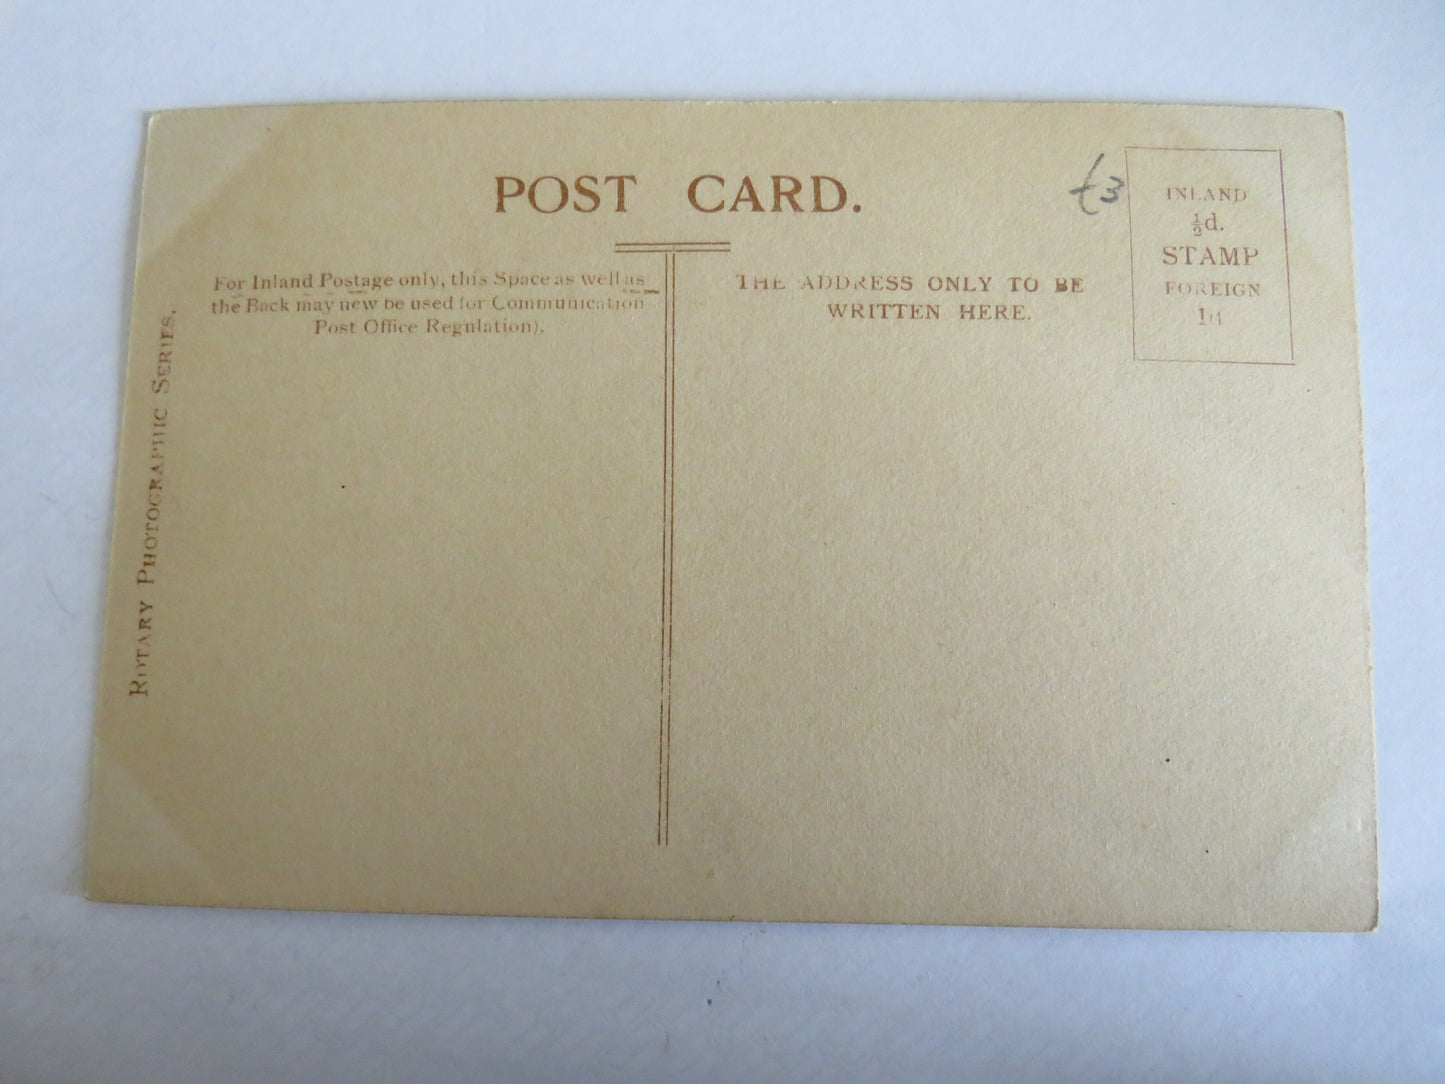 POST CARD.
£3
INLAND
½d.
STAMP
FOREIGN
1d
For Inland Postage only, this Space as well as
the Back may new be used for Communication
Post Office Regulation).
THE ADDRESS ONLY TO BE
WRITTEN HERE.
ROTARY PHOTOGRAPHIC SERIES.